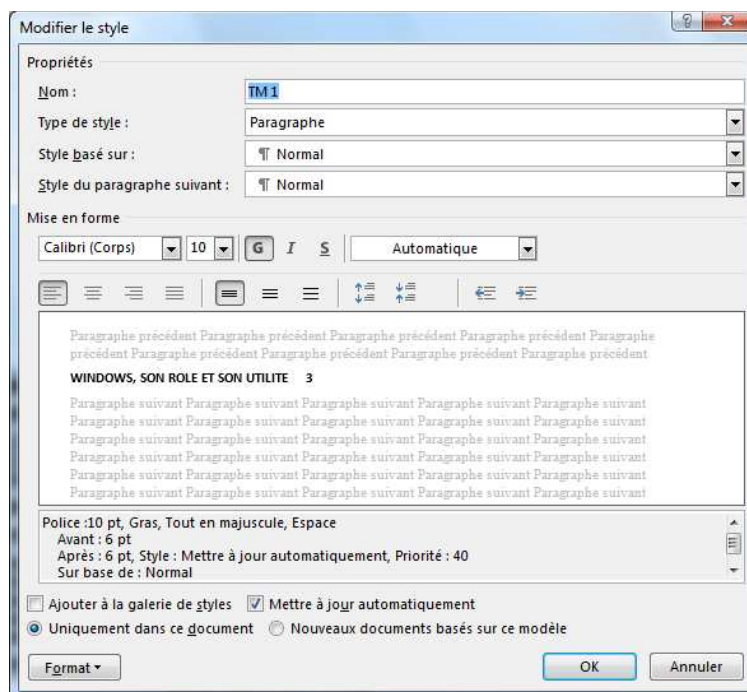 Modifier le style
Propriétés
Nom : TM 1
Type de style : Paragraphe
Style basé sur : ¶ Normal
Style du paragraphe suivant : ¶ Normal
Mise en forme
Calibri (Corps) 10 G I S Automatique
Paragraphe précédent Paragraphe précédent Paragraphe précédent Paragraphe précédent Paragraphe
précédent Paragraphe précédent Paragraphe précédent Paragraphe précédent Paragraphe précédent
WINDOWS, SON ROLE ET SON UTILITE 3
Paragraphe suivant Paragraphe suivant Paragraphe suivant Paragraphe suivant Paragraphe suivant
Paragraphe suivant Paragraphe suivant Paragraphe suivant Paragraphe suivant Paragraphe suivant
Paragraphe suivant Paragraphe suivant Paragraphe suivant Paragraphe suivant Paragraphe suivant
Paragraphe suivant Paragraphe suivant Paragraphe suivant Paragraphe suivant Paragraphe suivant
Paragraphe suivant Paragraphe suivant Paragraphe suivant Paragraphe suivant Paragraphe suivant
Paragraphe suivant Paragraphe suivant Paragraphe suivant Paragraphe suivant Paragraphe suivant
Police :10 pt, Gras, Tout en majuscule, Espace
Avant : 6 pt
Après : 6 pt, Style : Mettre à jour automatiquement, Priorité : 40
Sur base de : Normal
Ajouter à la galerie de styles Mettre à jour automatiquement
Uniquement dans ce document Nouveaux documents basés sur ce modèle
Format OK Annuler